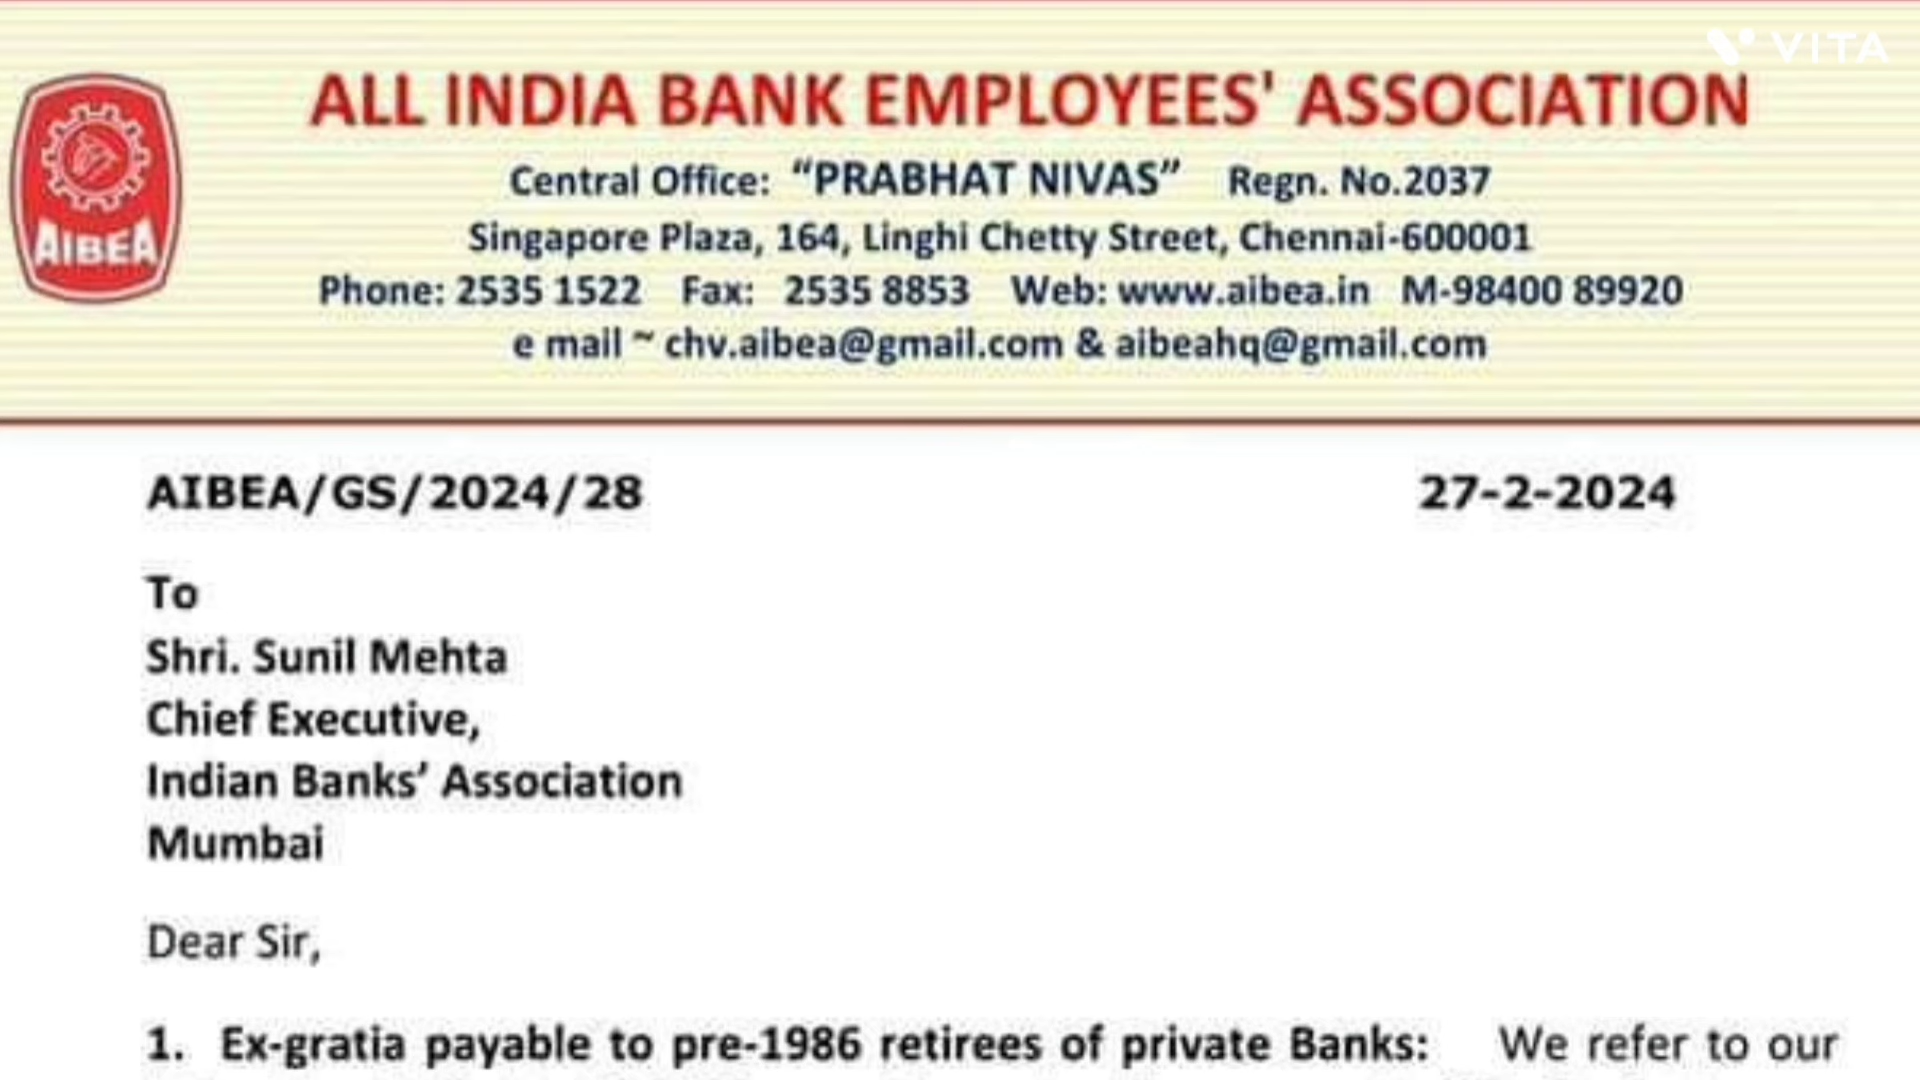 VITA
ALL INDIA BANK EMPLOYEES' ASSOCIATION
Central Office: “PRABHAT NIVAS” Regn. No.2037
Singapore Plaza, 164, Linghi Chetty Street, Chennai-600001
Phone: 2535 1522 Fax: 2535 8853 Web: www.aibea.in M-98400 89920
e mail ~ chv.aibea@gmail.com & aibeahq@gmail.com
AIBEA
AIBEA/GS/2024/28 27-2-2024
To
Shri. Sunil Mehta
Chief Executive,
Indian Banks’ Association
Mumbai
Dear Sir,
1. Ex-gratia payable to pre-1986 retirees of private Banks: We refer to our